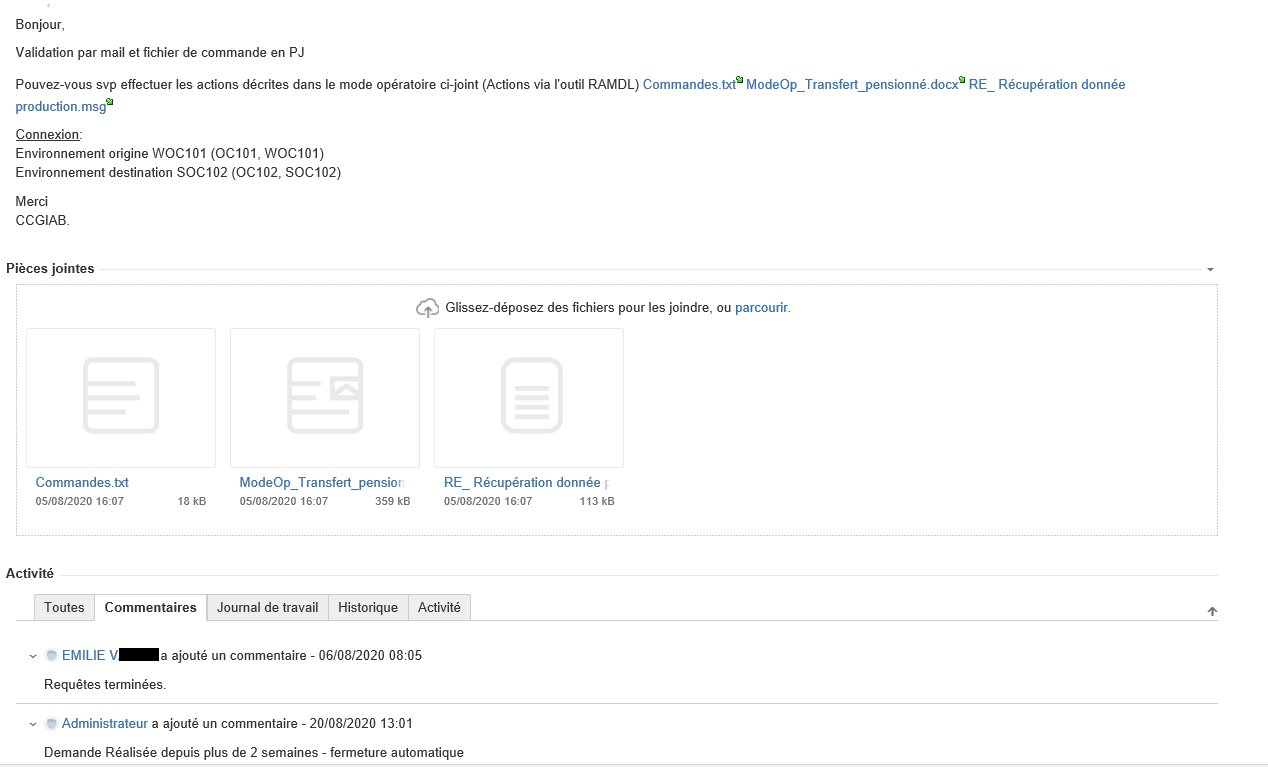 Bonjour,
Validation par mail et fichier de commande en PJ
Pouvez-vous svp effectuer les actions décrites dans le mode opératoire ci-joint (Actions via l'outil RAMDL) Commandes.txt ModeOp_Transfert_pensionné.docx RE_ Récupération donnée
production.msg
Connexion:
Environnement origine WOC101 (OC101, WOC101)
Environnement destination SOC102 (OC102, SOC102)
Merci
CCGIAB.
Pièces jointes
Glissez-déposez des fichiers pour les joindre, ou parcourir.
Commandes.txt ModeOp_Transfert_pension RE_ Récupération donnée p
05/08/2020 16:07 18 kB 05/08/2020 16:07 359 kB 05/08/2020 16:07 113 kB
Activité
Toutes Commentaires Journal de travail Historique Activité
EMILIE V a ajouté un commentaire - 06/08/2020 08:05
Requêtes terminées.
Administrateur a ajouté un commentaire - 20/08/2020 13:01
Demande Réalisée depuis plus de 2 semaines - fermeture automatique